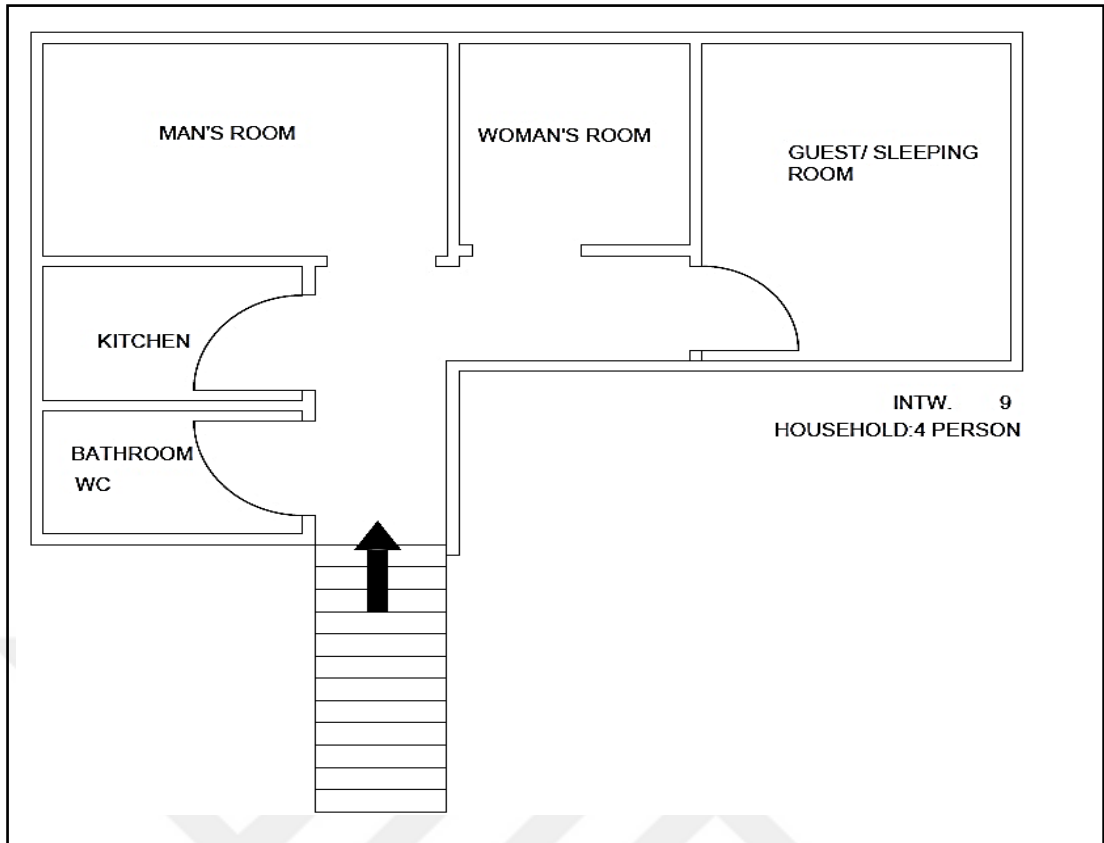 MAN'S ROOM
WOMAN'S ROOM
GUEST/ SLEEPING
ROOM
KITCHEN
BATHROOM
WC
INTW. 9
HOUSEHOLD:4 PERSON